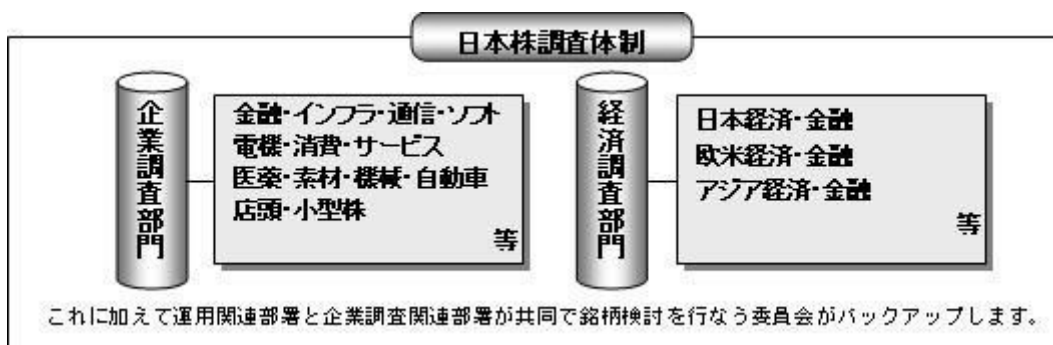 日本株調査体制
企業調査部門
金融・インフラ・通信・ソフト
電機・消費・サービス
医薬・素材・機械・自動車
店頭・小型株
等
経済調査部門
日本経済・金融
欧米経済・金融
アジア経済・金融
等
これに加えて運用関連部署と企業調査関連部署が共同で銘柄検討を行なう委員会がバックアップします。